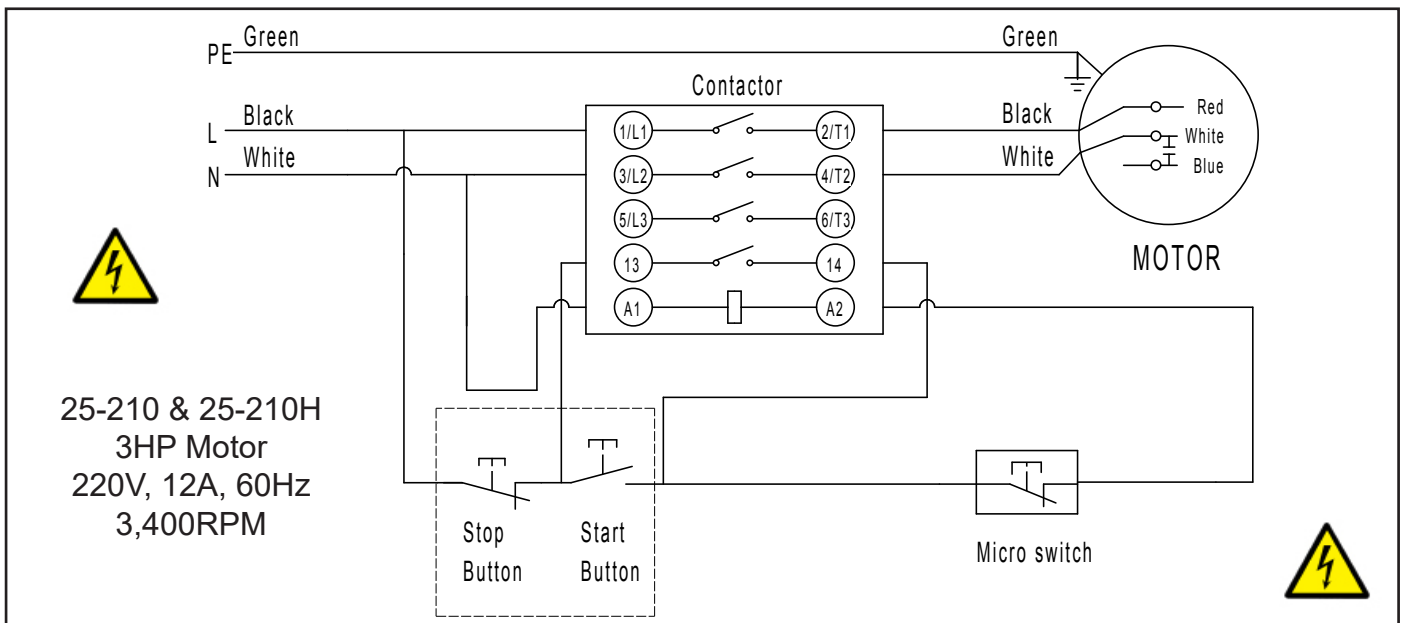 PE
Green
Green
Contactor
L
Black
1/L1
2/T1
Black
Red
White
N
White
3/L2
4/T2
White
Blue
5/L3
6/T3
13
14
MOTOR
A1
A2
25-210 & 25-210H
3HP Motor
220V, 12A, 60Hz
3,400RPM
Stop
Button
Start
Button
Micro switch